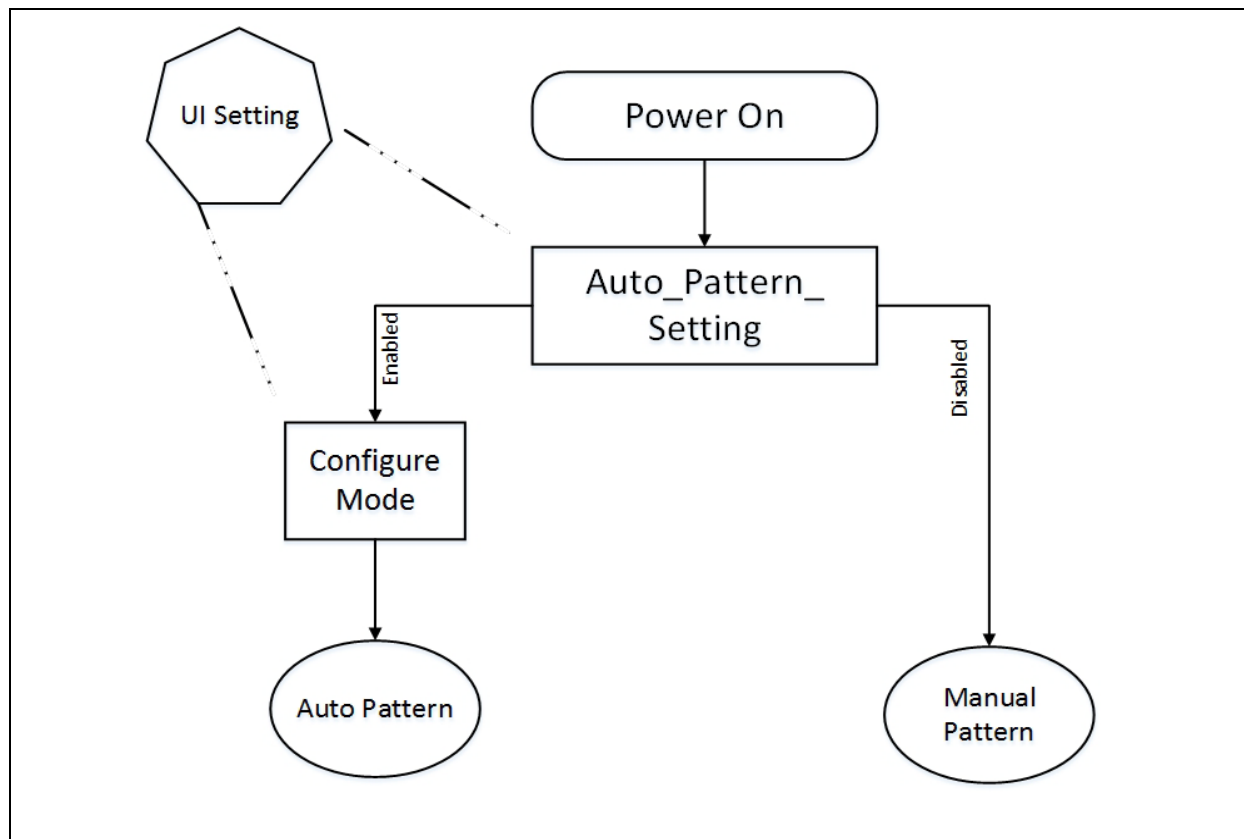 UI Setting
Power On
Auto_Pattern_
Setting
Enabled
Disabled
Configure
Mode
Auto Pattern
Manual
Pattern